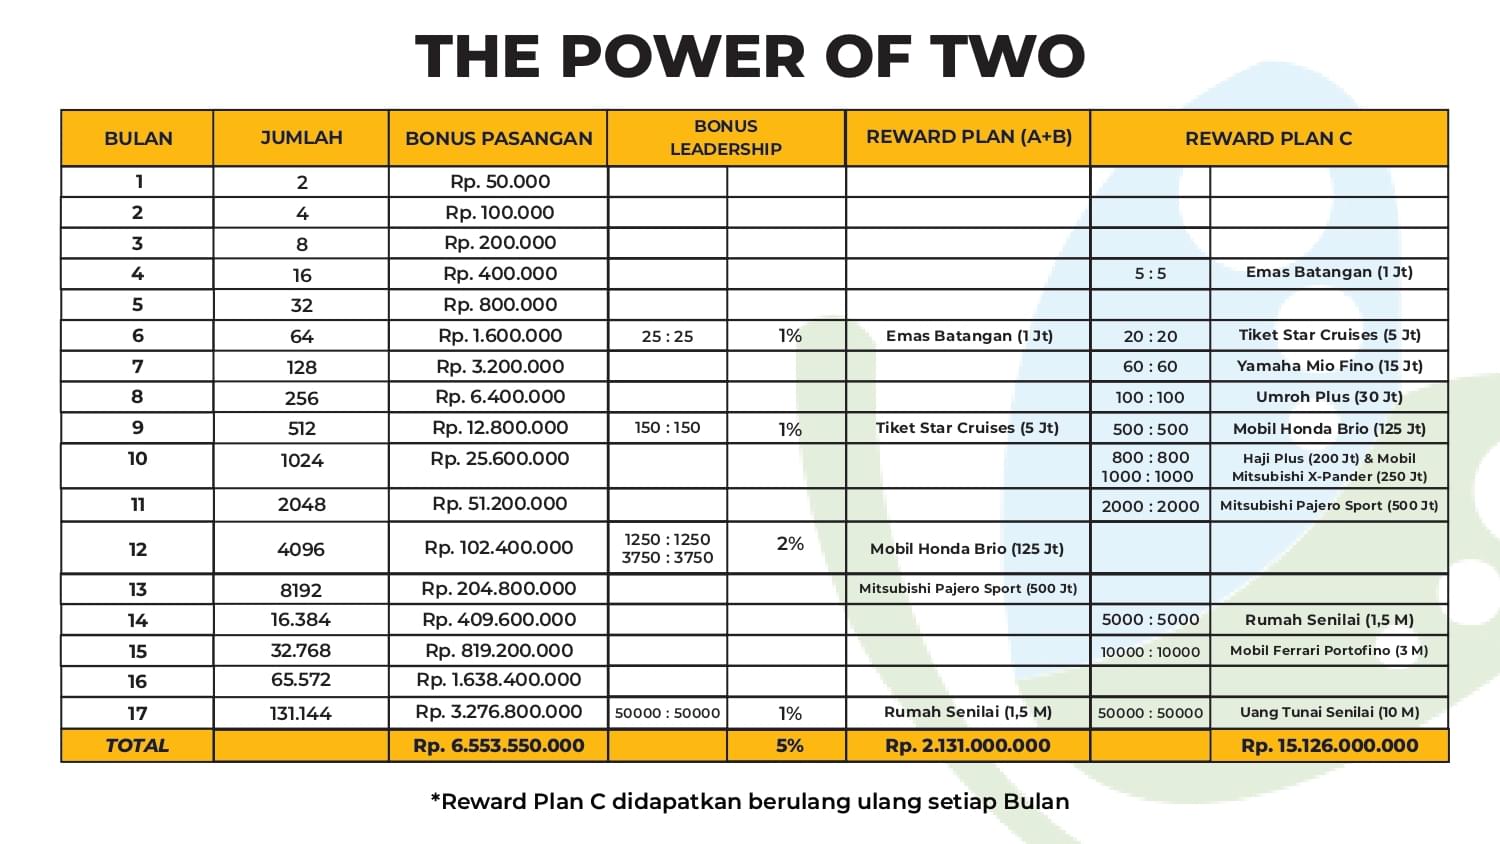 THE POWER OF TWO
BULAN JUMLAH BONUS PASANGAN BONUS LEADERSHIP REWARD PLAN (A+B) REWARD PLAN C
1 2 Rp. 50.000
2 4 Rp. 100.000
3 8 Rp. 200.000
4 16 Rp. 400.000 5 : 5 Emas Batangan (1 Jt)
5 32 Rp. 800.000
6 64 Rp. 1.600.000 25 : 25 1% Emas Batangan (1 Jt) 20 : 20 Tiket Star Cruises (5 Jt)
7 128 Rp. 3.200.000 60 : 60 Yamaha Mio Fino (15 Jt)
8 256 Rp. 6.400.000 100 : 100 Umroh Plus (30 Jt)
9 512 Rp. 12.800.000 150 : 150 1% Tiket Star Cruises (5 Jt) 500 : 500 Mobil Honda Brio (125 Jt)
10 1024 Rp. 25.600.000 800 : 800 Haji Plus (200 Jt) & Mobil
1000 : 1000 Mitsubishi X-Pander (250 Jt)
11 2048 Rp. 51.200.000 2000 : 2000 Mitsubishi Pajero Sport (500 Jt)
12 4096 Rp. 102.400.000 1250 : 1250 2% Mobil Honda Brio (125 Jt)
3750 : 3750
13 8192 Rp. 204.800.000 Mitsubishi Pajero Sport (500 Jt)
14 16.384 Rp. 409.600.000 5000 : 5000 Rumah Senilai (1,5 M)
15 32.768 Rp. 819.200.000 10000 : 10000 Mobil Ferrari Portofino (3 M)
16 65.572 Rp. 1.638.400.000
17 131.144 Rp. 3.276.800.000 50000 : 50000 1% Rumah Senilai (1,5 M) 50000 : 50000 Uang Tunai Senilai (10 M)
TOTAL Rp. 6.553.550.000 5% Rp. 2.131.000.000 Rp. 15.126.000.000
*Reward Plan C didapatkan berulang ulang setiap Bulan